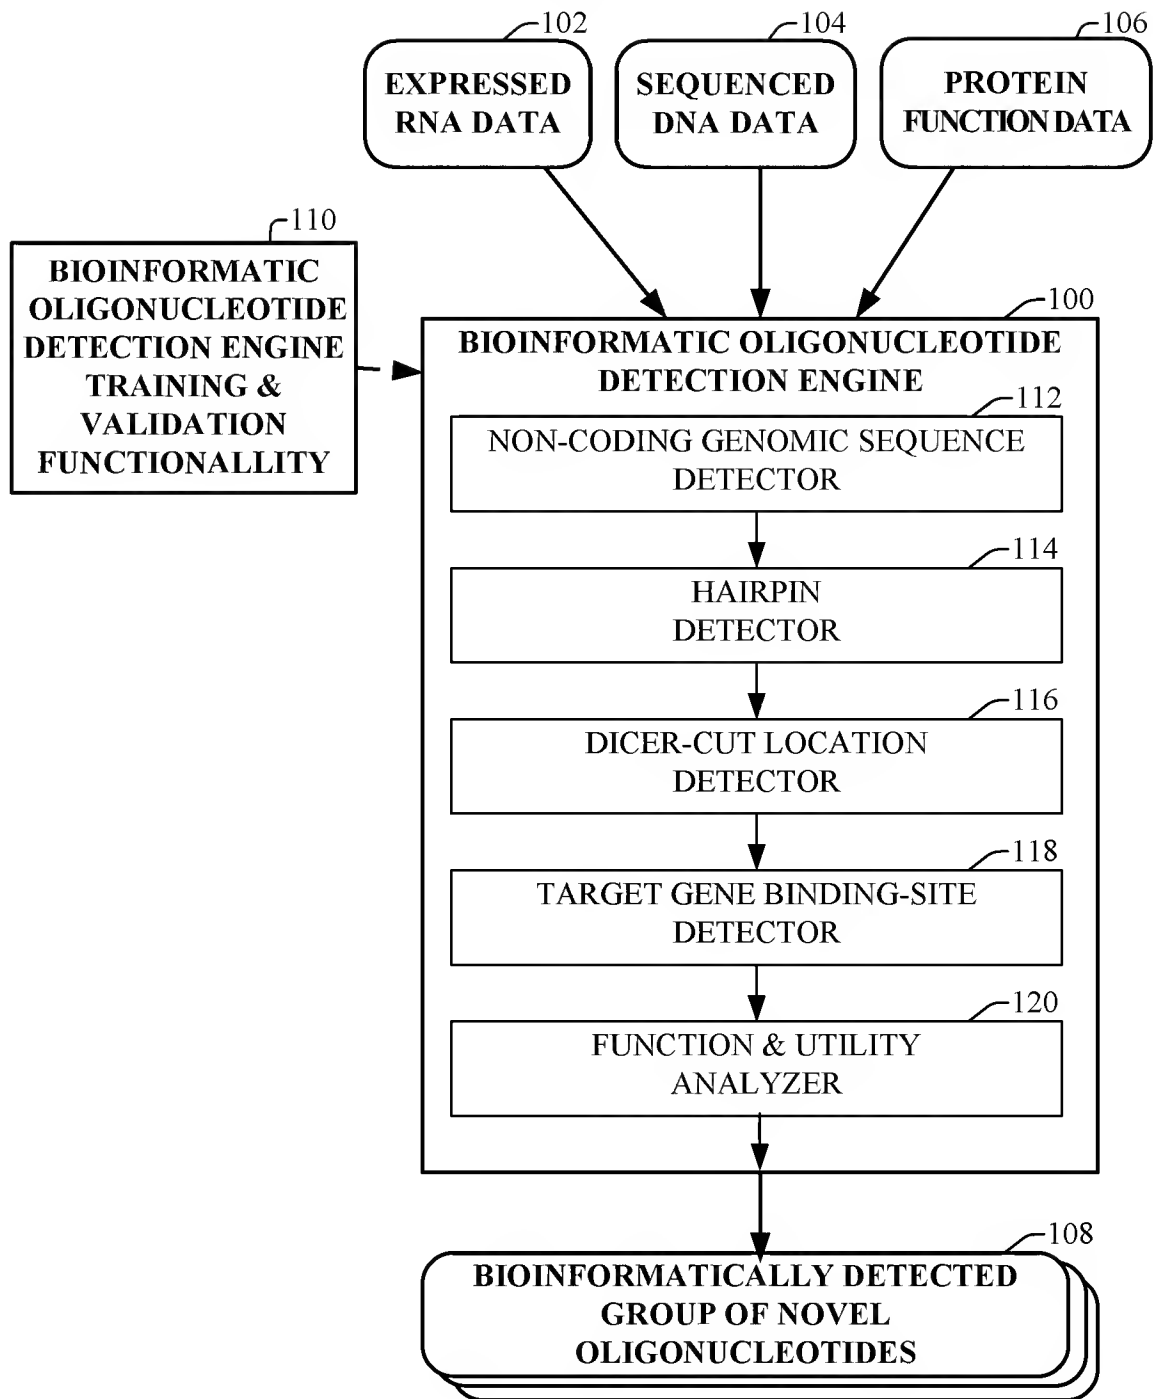 102
EXPRESSED
RNA DATA
104
SEQUENCED
DNA DATA
106
PROTEIN
FUNCTION DATA
110
BIOINFORMATIC
OLIGONUCLEOTIDE
DETECTION ENGINE
TRAINING &
VALIDATION
FUNCTIONALLITY
100
BIOINFORMATIC OLIGONUCLEOTIDE
DETECTION ENGINE
112
NON-CODING GENOMIC SEQUENCE
DETECTOR
114
HAIRPIN
DETECTOR
116
DICER-CUT LOCATION
DETECTOR
118
TARGET GENE BINDING-SITE
DETECTOR
120
FUNCTION & UTILITY
ANALYZER
108
BIOINFORMATICALLY DETECTED
GROUP OF NOVEL
OLIGONUCLEOTIDES